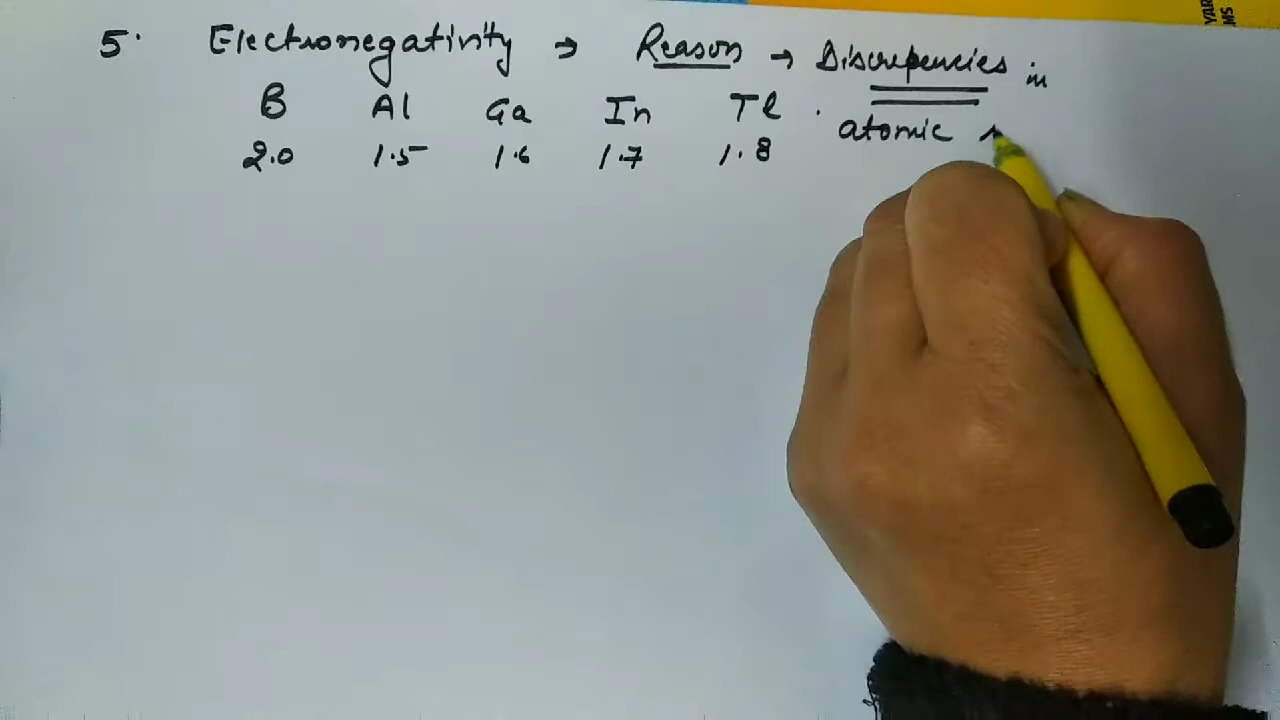 5. Electronegativity → Reason → Discrepencies in
B Al Ga In Tl . atomic
2.0 1.5 1.6 1.7 1.8